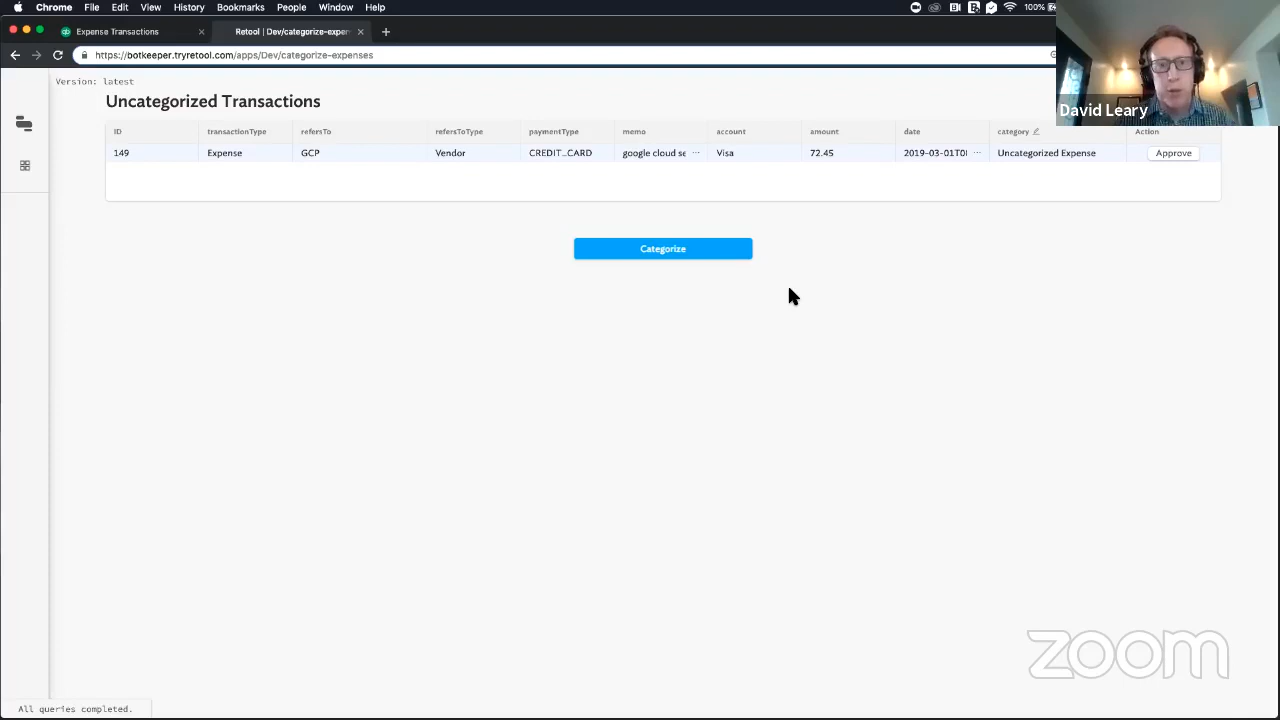 Chrome File Edit View History Bookmarks People Window Help 100%
Expense Transactions
Retool | Dev/categorize-expen
https://botkeeper.tryretool.com/apps/Dev/categorize-expenses
David Leary
Version: latest
Uncategorized Transactions
ID transactionType refersTo refersToType paymentType memo account amount date category Action
149 Expense GCP Vendor CREDIT_CARD google cloud se ··· Visa 72.45 2019-03-01T0 ··· Uncategorized Expense Approve
Categorize
zoom
All queries completed.